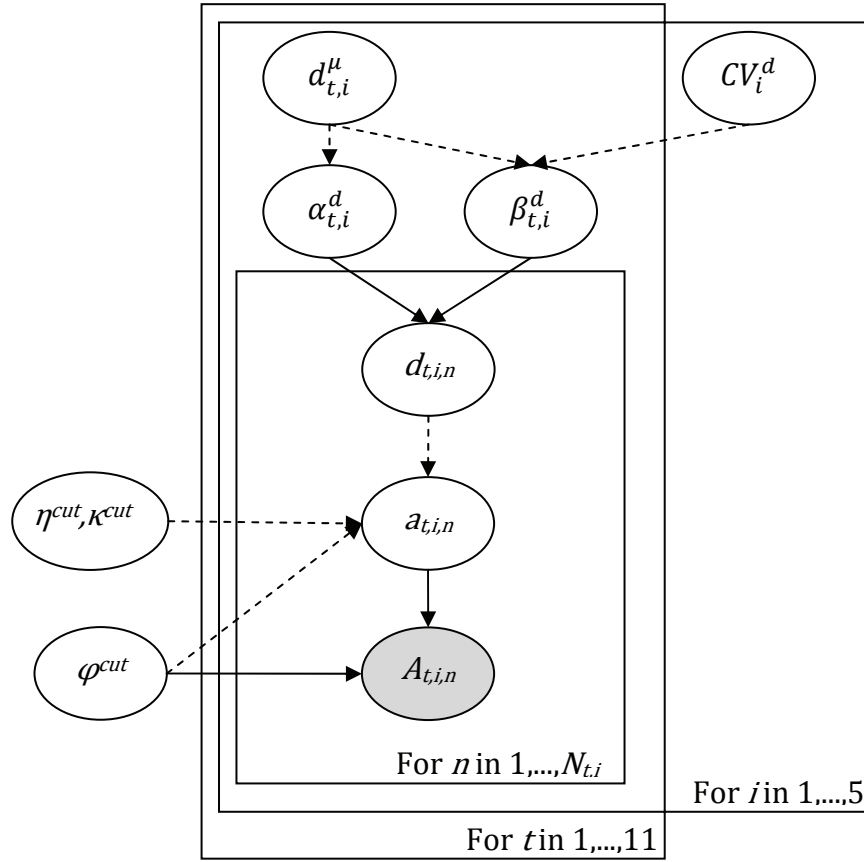 d^μ_{t,i}
CV^d_i
α^d_{t,i}
β^d_{t,i}
d_{t,i,n}
η^{cut},κ^{cut}
a_{t,i,n}
φ^{cut}
A_{t,i,n}
For n in 1,...,N_{t.i}
For i in 1,...,5
For t in 1,...,11